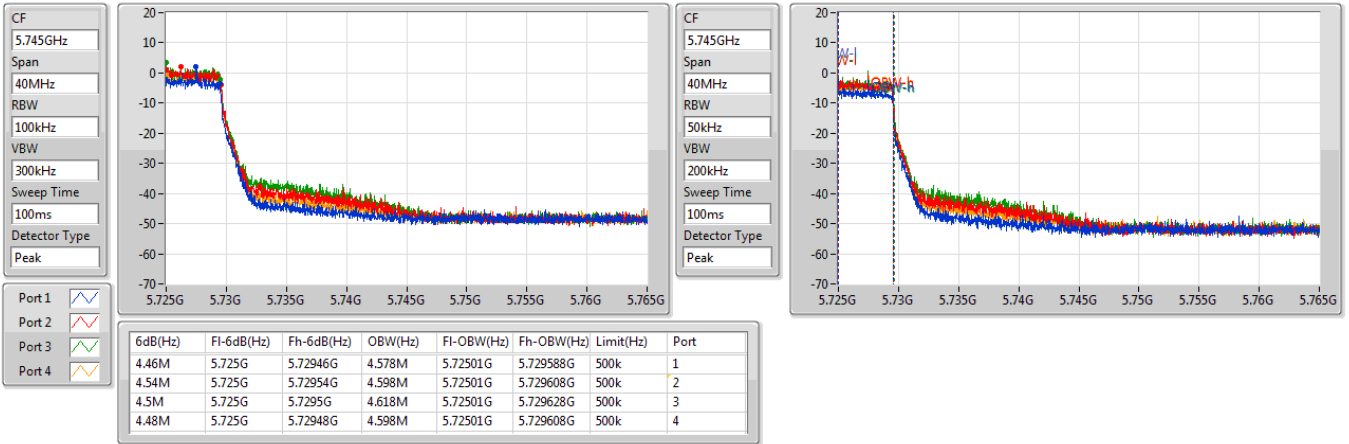 CF
5.745GHz
Span
40MHz
RBW
100kHz
VBW
300kHz
Sweep Time
100ms
Detector Type
Peak
20
10
0
-10
-20
-30
-40
-50
-60
-70
5.725G 5.73G 5.735G 5.74G 5.745G 5.75G 5.755G 5.76G 5.765G
CF
5.745GHz
Span
40MHz
RBW
50kHz
VBW
200kHz
Sweep Time
100ms
Detector Type
Peak
20
10
0
-10
-20
-30
-40
-50
-60
-70
5.725G 5.73G 5.735G 5.74G 5.745G 5.75G 5.755G 5.76G 5.765G
Port 1
Port 2
Port 3
Port 4
6dB(Hz) Fl-6dB(Hz) Fh-6dB(Hz) OBW(Hz) Fl-OBW(Hz) Fh-OBW(Hz) Limit(Hz) Port
4.46M 5.725G 5.72946G 4.578M 5.72501G 5.729588G 500k 1
4.54M 5.725G 5.72954G 4.598M 5.72501G 5.729608G 500k 2
4.5M 5.725G 5.7295G 4.618M 5.72501G 5.729628G 500k 3
4.48M 5.725G 5.72948G 4.598M 5.72501G 5.729608G 500k 4